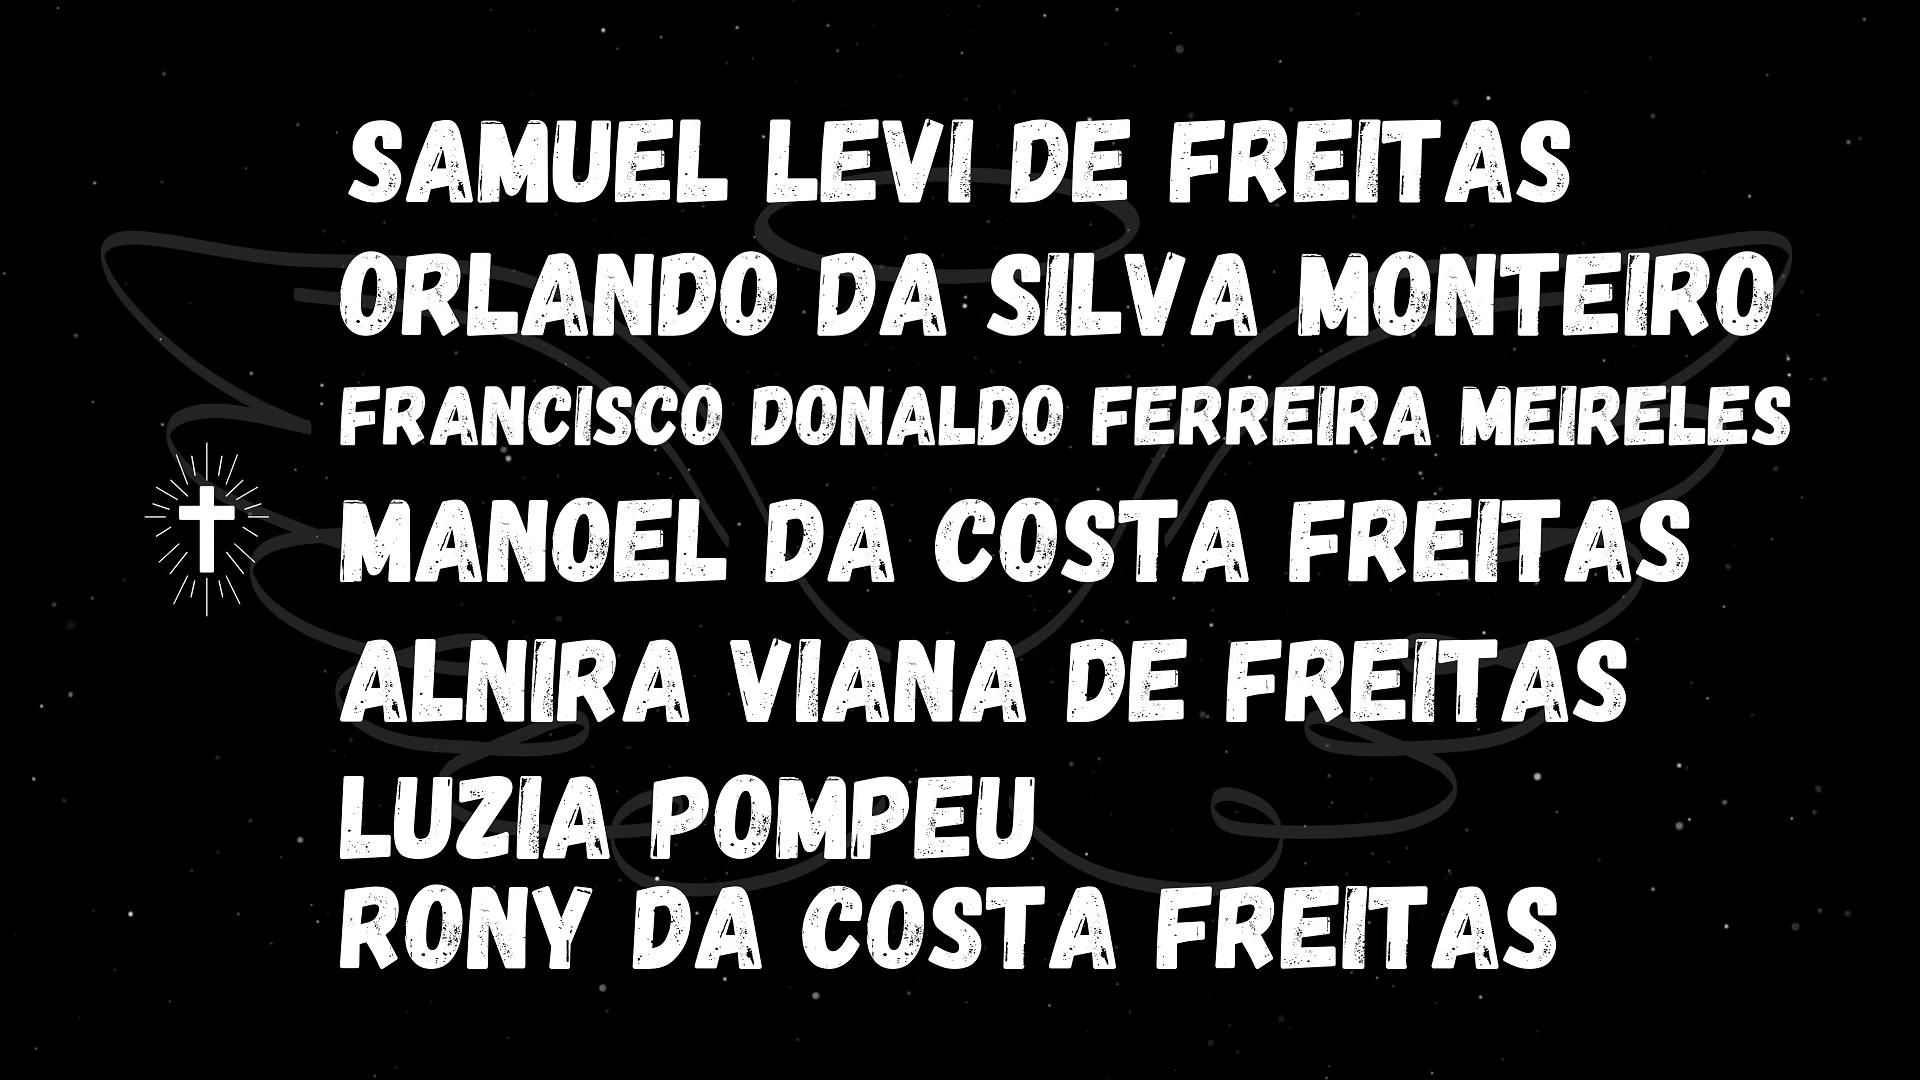 SAMUEL LEVI DE FREITAS
ORLANDO DA SILVA MONTEIRO
FRANCISCO DONALDO FERREIRA MEIRELES
MANOEL DA COSTA FREITAS
ALNIRA VIANA DE FREITAS
LUZIA POMPEU
RONY DA COSTA FREITAS